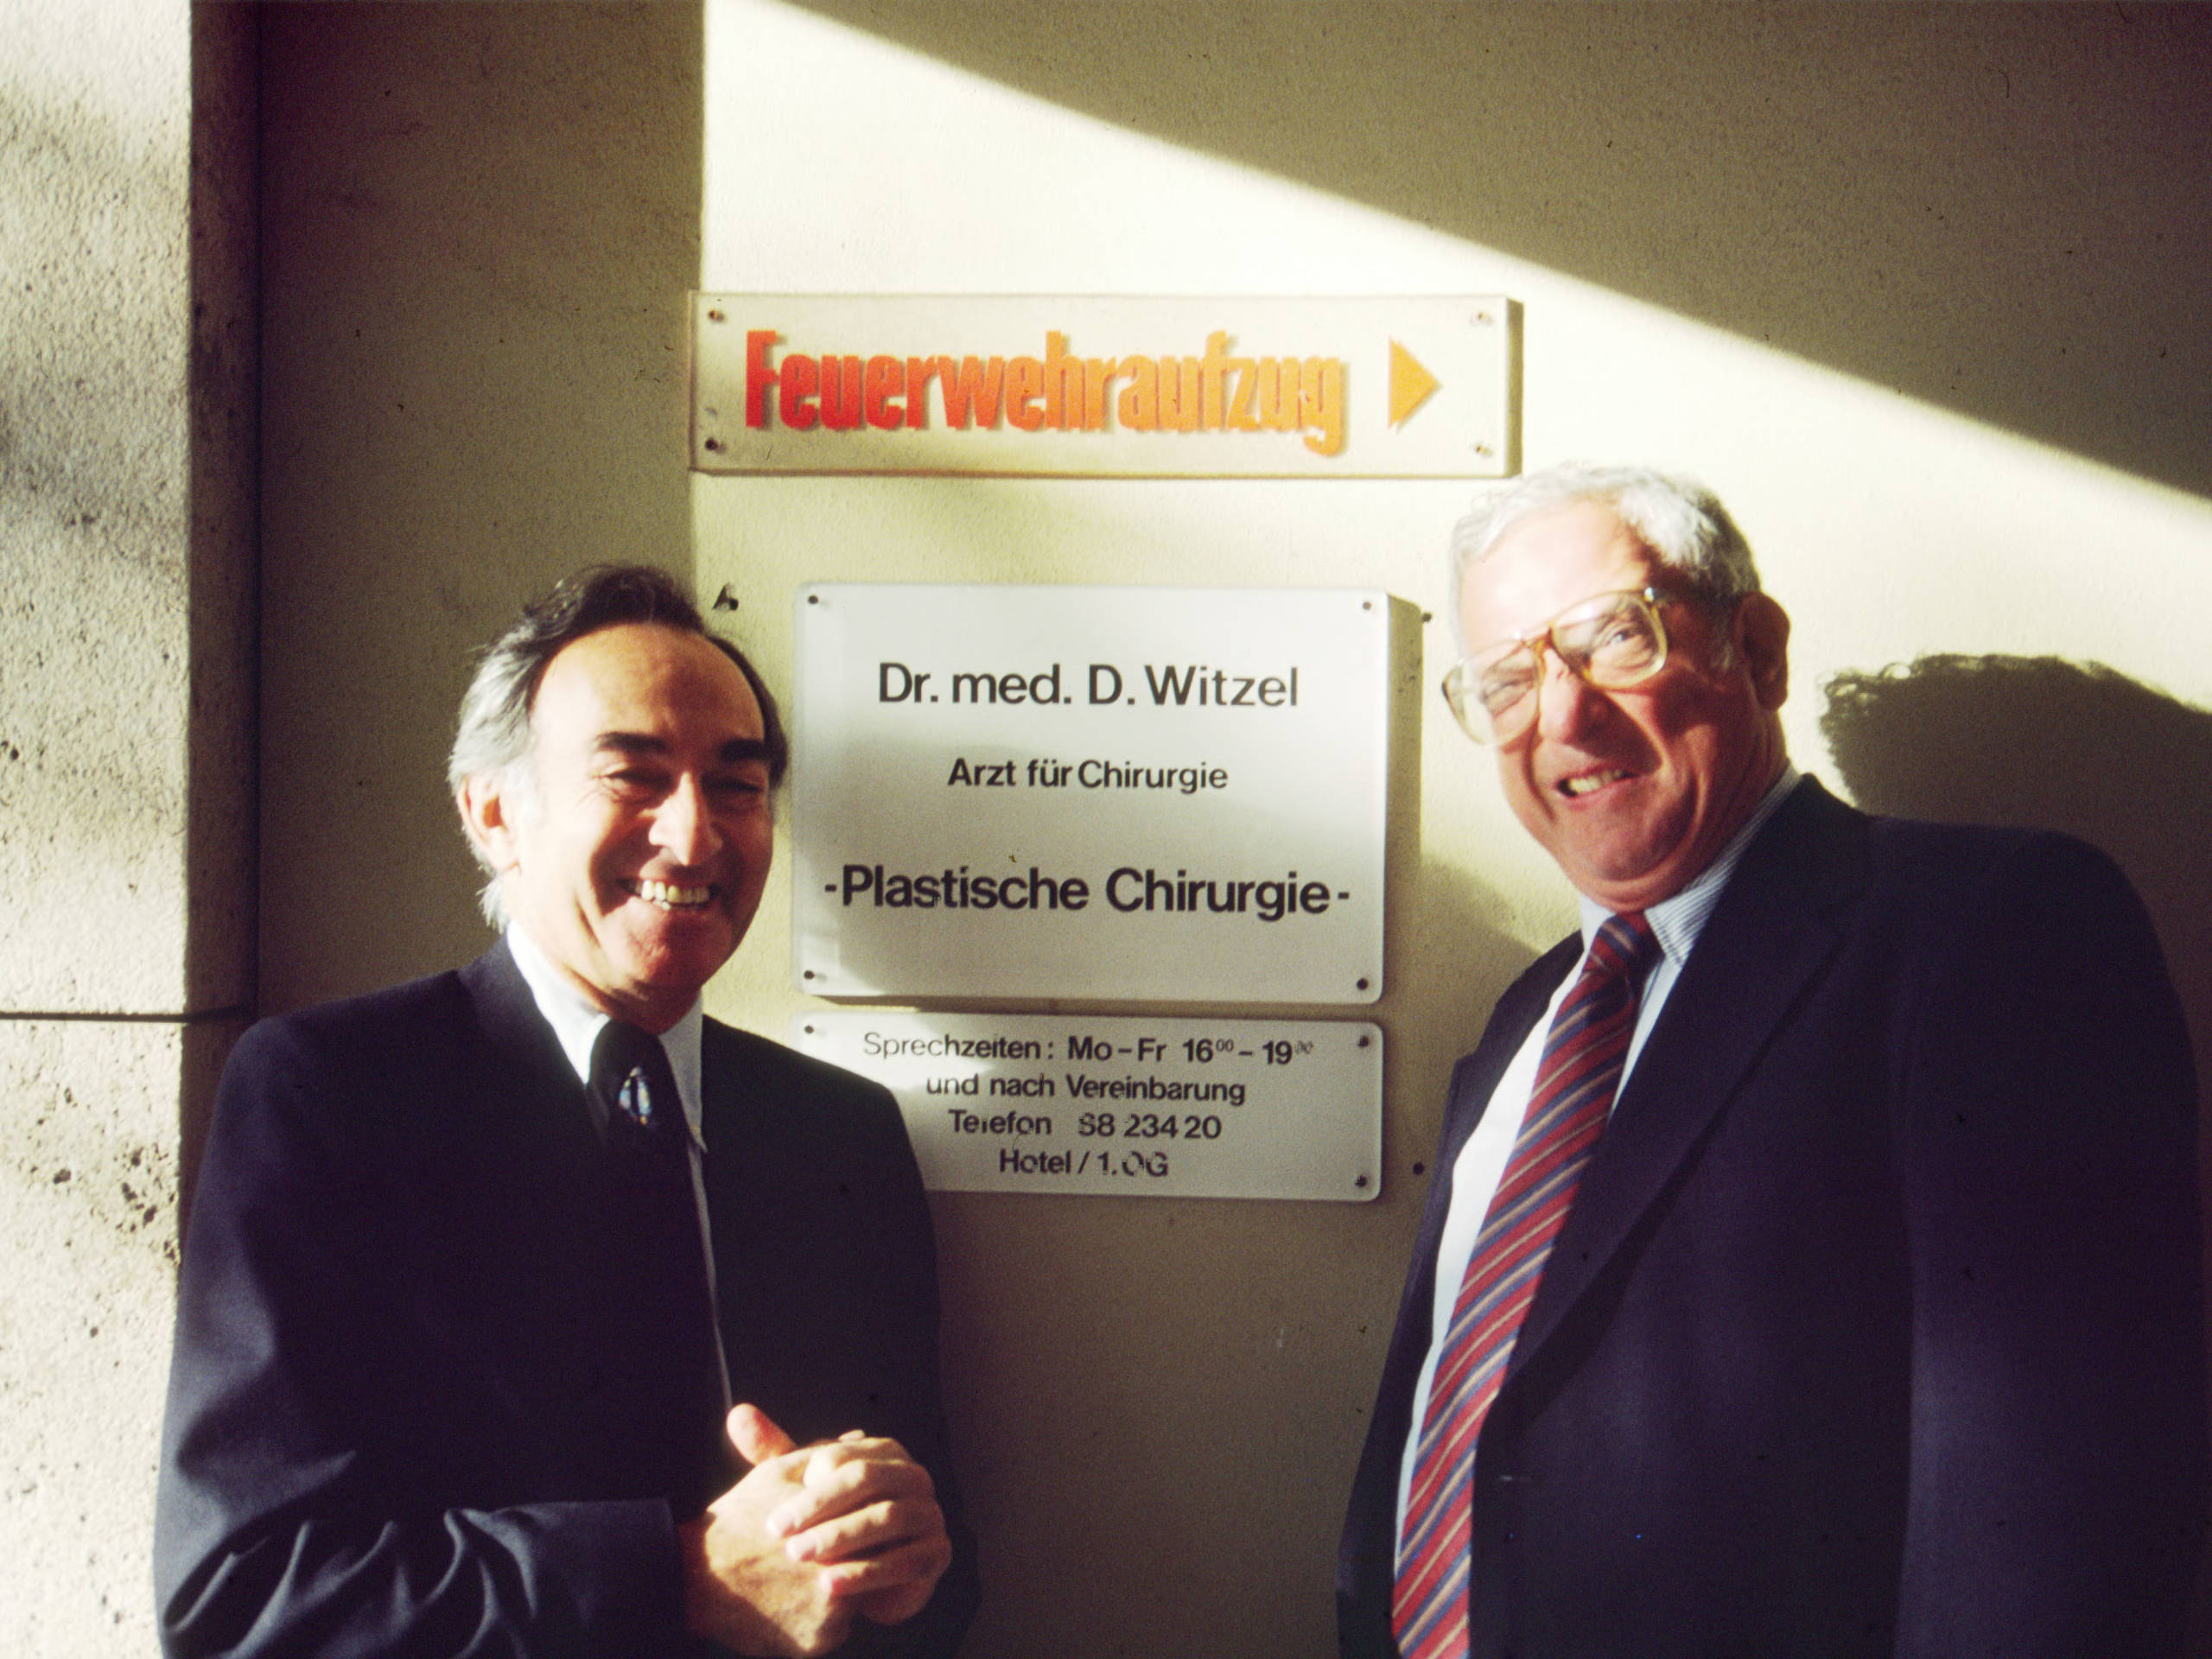 Feuerwehraufzug
Dr. med. D. Witzel
Arzt für Chirurgie
-Plastische Chirurgie-
Sprechzeiten: Mo-Fr 16⁰⁰-19⁰⁰
und nach Vereinbarung
Telefon 88 234 20
Hotel / 1.OG